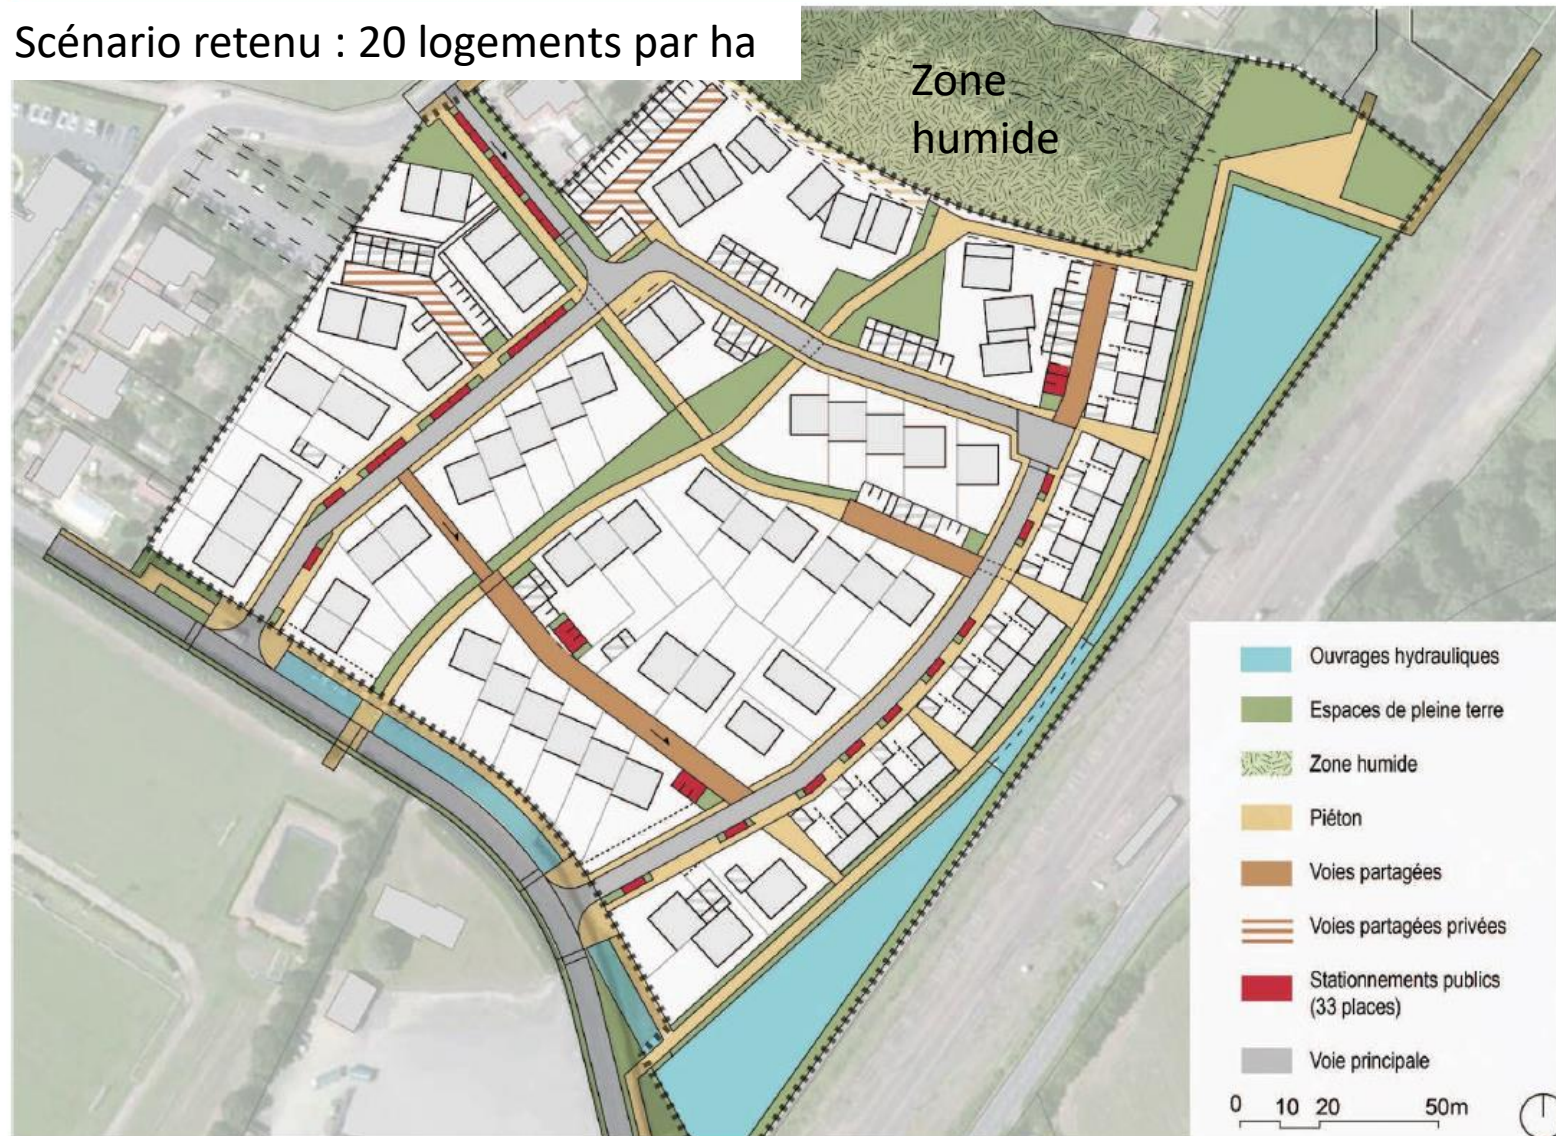 Scénario retenu : 20 logements par ha
Zone
humide
Ouvrages hydrauliques
Espaces de pleine terre
Zone humide
Piéton
Voies partagées
Voies partagées privées
Stationnements publics
(33 places)
Voie principale
0 10 20 50m